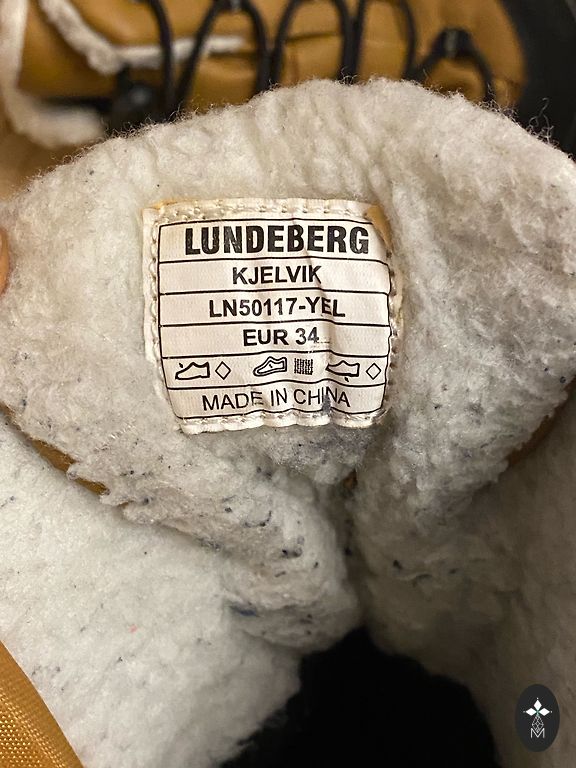 LUNDEBERG
KJELVIK
LN50117-YEL
EUR 34
MADE IN CHINA